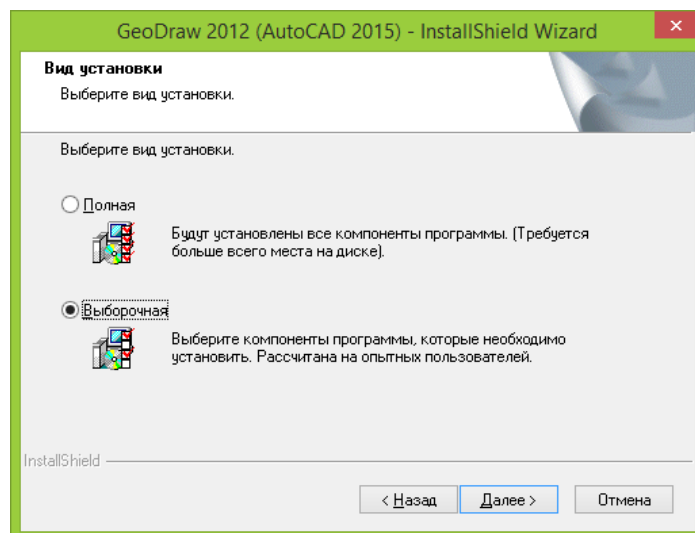 GeoDraw 2012 (AutoCAD 2015) - InstallShield Wizard
Вид установки
Выберите вид установки.
Выберите вид установки.
Полная
Будут установлены все компоненты программы. (Требуется
больше всего места на диске).
Выборочная
Выберите компоненты программы, которые необходимо
установить. Рассчитана на опытных пользователей.
InstallShield
< Назад Далее > Отмена